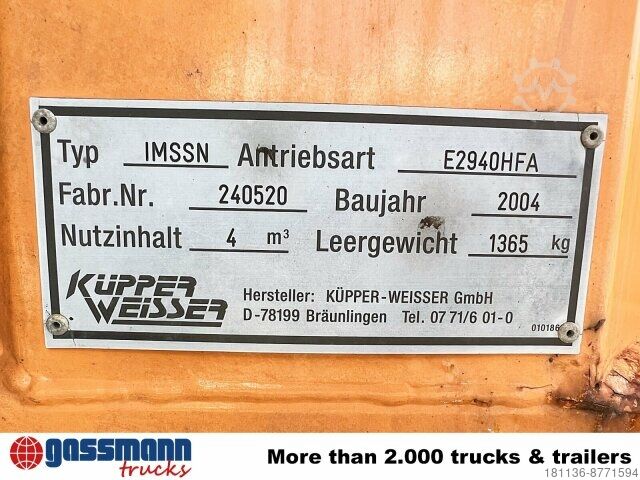 Typ IMSSN Antriebsart E2940HFA
Fabr.Nr. 240520 Baujahr 2004
Nutzinhalt 4 m³ Leergewicht 1365 kg
KÜPPER
WEISSER
Hersteller: KÜPPER-WEISSER GmbH
D-78199 Bräunlingen Tel. 07 71/6 01-0
010186
gassmann
trucks
More than 2.000 trucks & trailers
181136-8771594